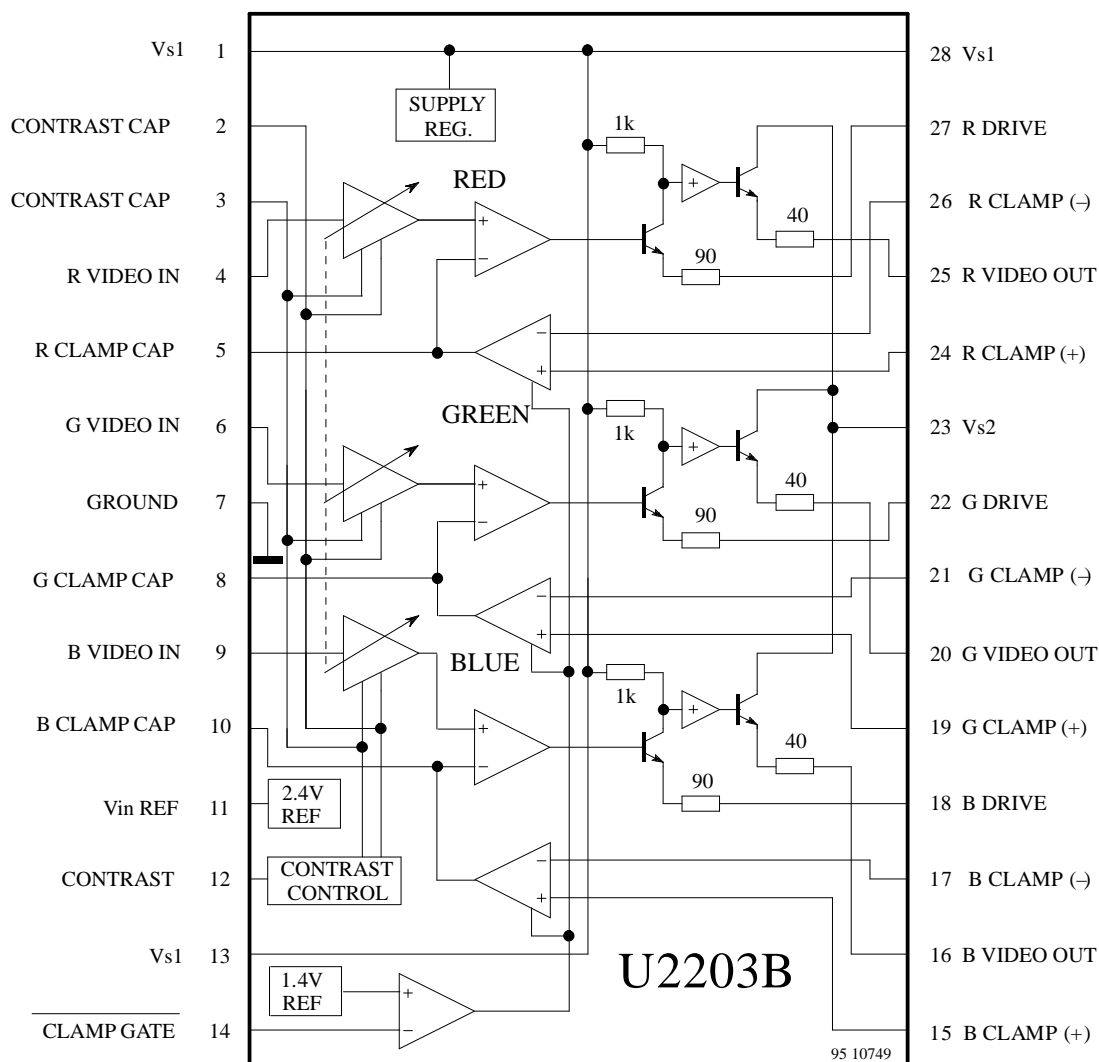 Vs1 1
CONTRAST CAP 2
CONTRAST CAP 3
R VIDEO IN 4
R CLAMP CAP 5
G VIDEO IN 6
GROUND 7
G CLAMP CAP 8
B VIDEO IN 9
B CLAMP CAP 10
Vin REF 11
CONTRAST 12
Vs1 13
CLAMP GATE 14
SUPPLY
REG.
RED
+
−
−
+
GREEN
+
−
−
+
BLUE
+
−
−
+
2.4V
REF
CONTRAST
CONTROL
1.4V
REF
+
−
1k
+
40
90
1k
+
40
90
1k
+
40
90
U2203B
95 10749
28 Vs1
27 R DRIVE
26 R CLAMP (–)
25 R VIDEO OUT
24 R CLAMP (+)
23 Vs2
22 G DRIVE
21 G CLAMP (–)
20 G VIDEO OUT
19 G CLAMP (+)
18 B DRIVE
17 B CLAMP (–)
16 B VIDEO OUT
15 B CLAMP (+)